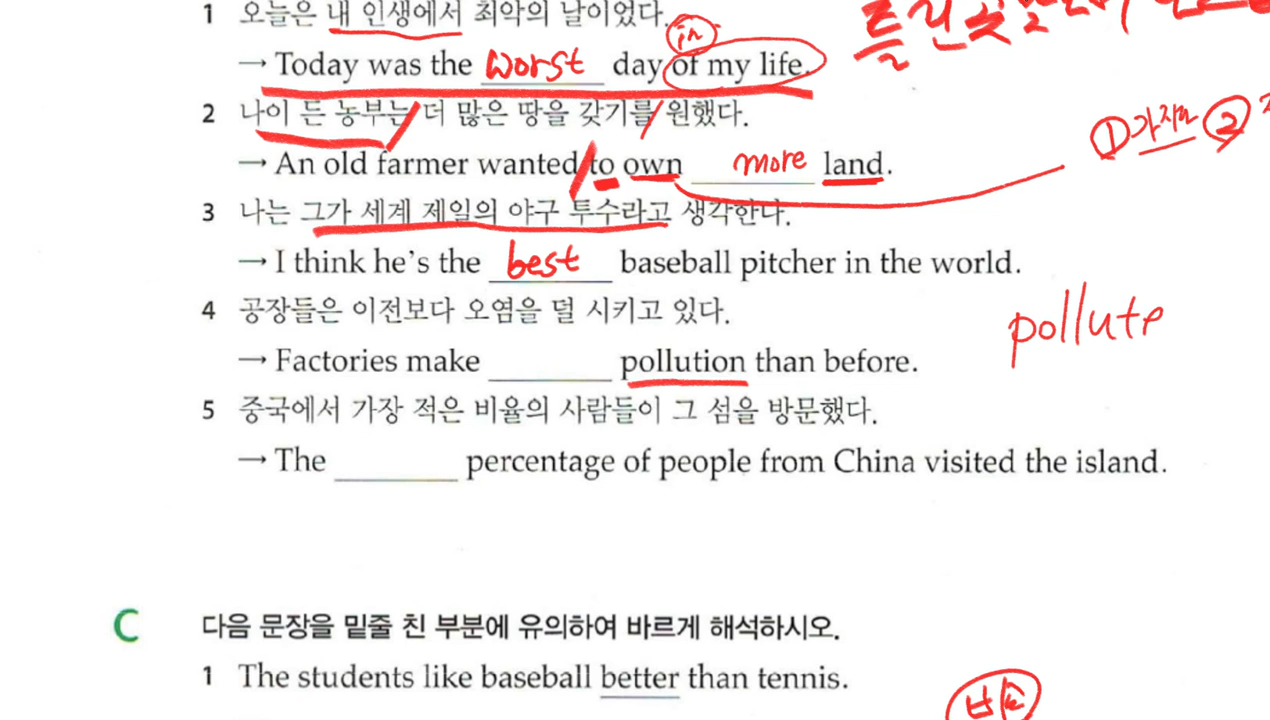 1 오늘은 내 인생에서 최악의 날이었다.
in
→ Today was the worst day of my life.
2 나이 든 농부는 더 많은 땅을 갖기를 원했다.
①가지다 ②
→ An old farmer wanted to own more land.
3 나는 그가 세계 제일의 야구 투수라고 생각한다.
→ I think he's the best baseball pitcher in the world.
4 공장들은 이전보다 오염을 덜 시키고 있다.
pollute
→ Factories make ______ pollution than before.
5 중국에서 가장 적은 비율의 사람들이 그 섬을 방문했다.
→ The ______ percentage of people from China visited the island.
C 다음 문장을 밑줄 친 부분에 유의하여 바르게 해석하시오.
1 The students like baseball better than tennis.